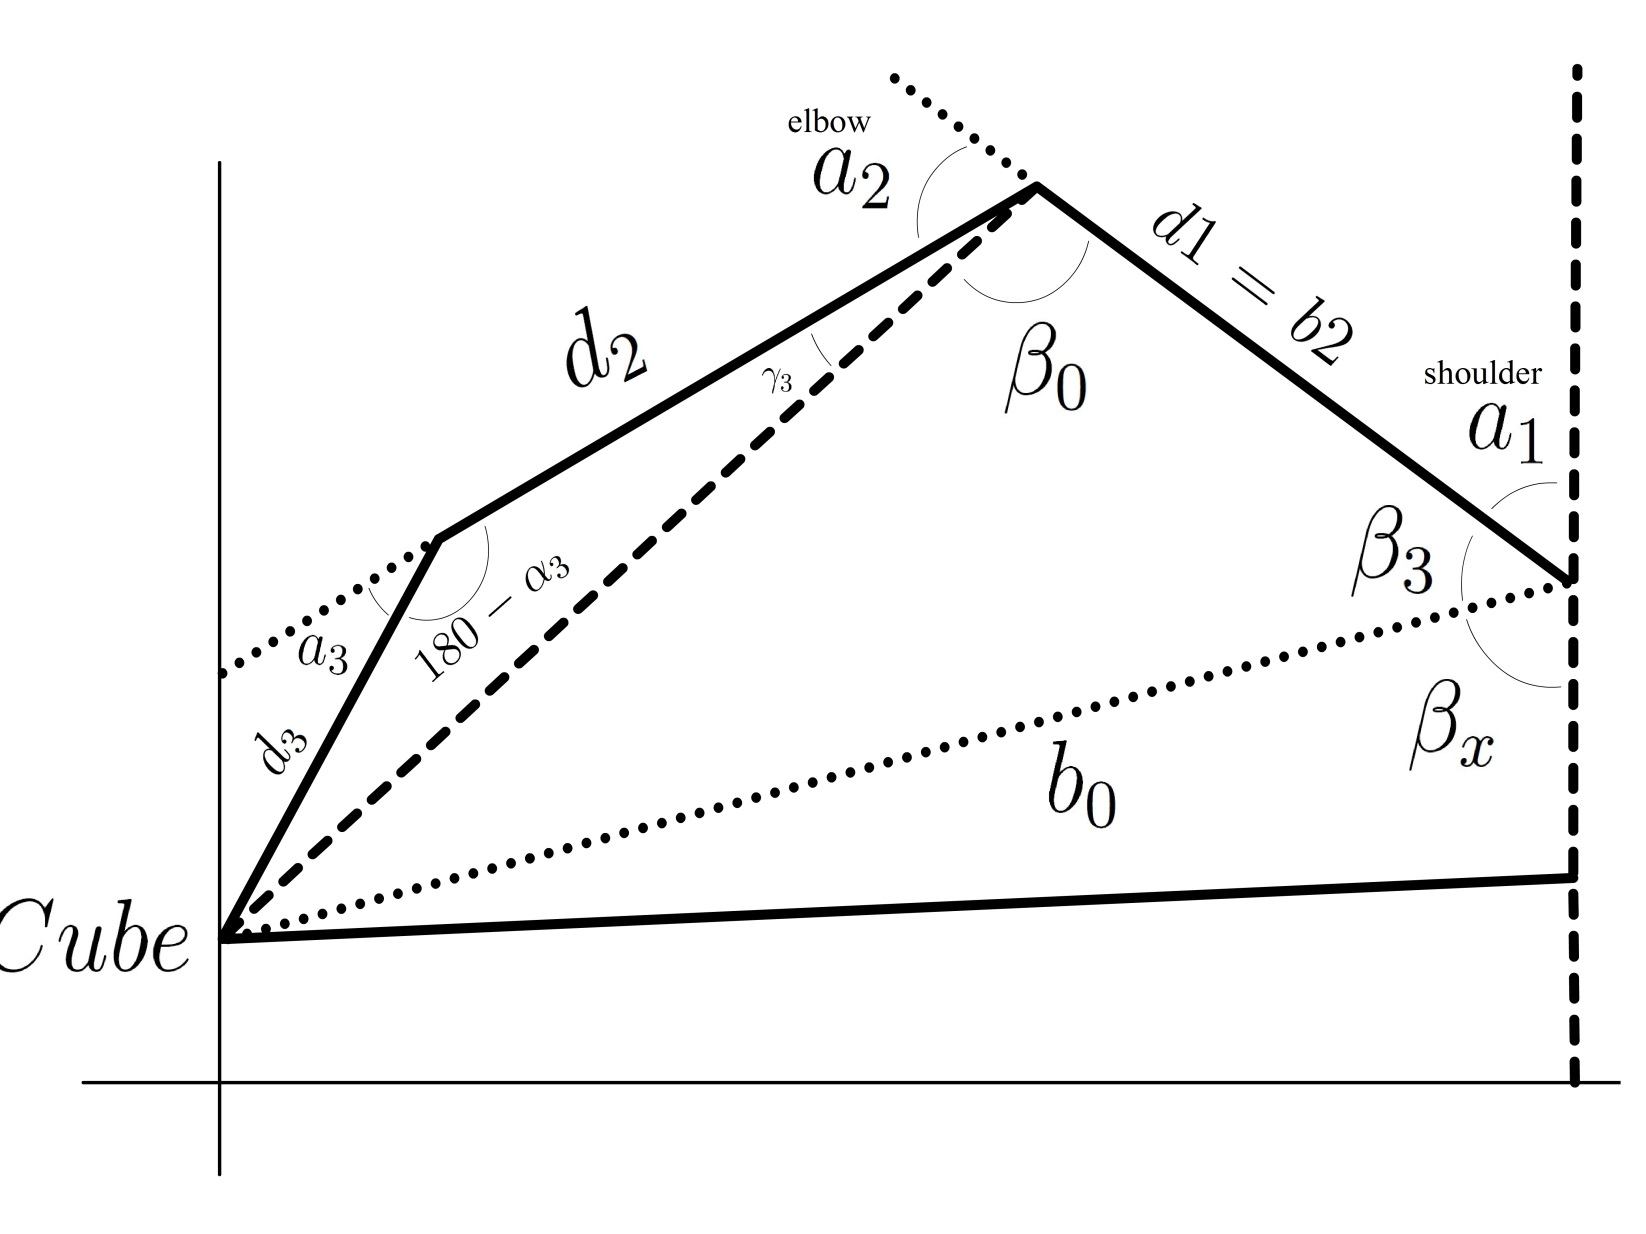 elbow
a₂
d1 = b2
d₂
γ₃
β₀
shoulder
a₁
β₃
180 − α₃
a₃
d₃
βₓ
b₀
Cube